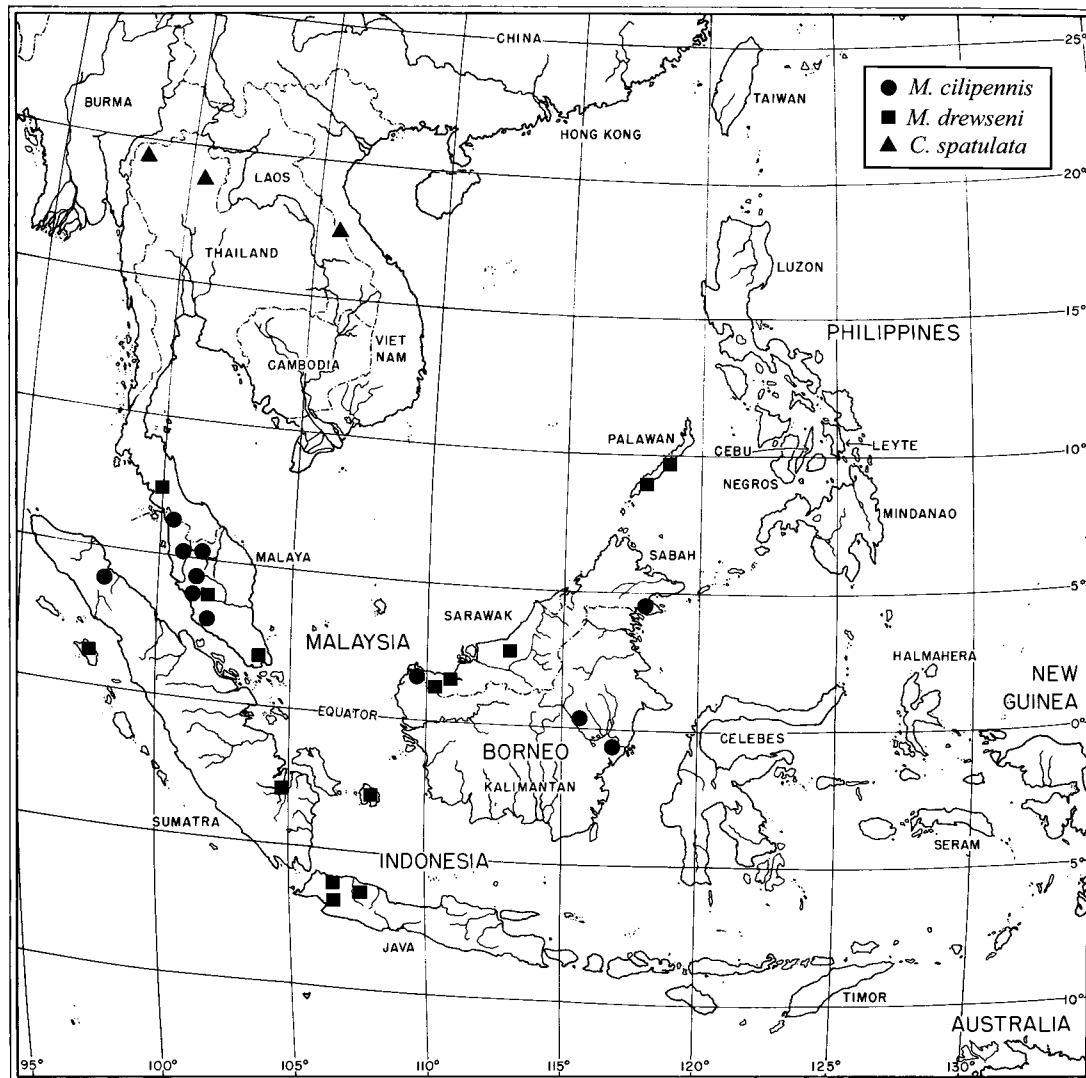 CHINA
25°
BURMA
TAIWAN
● M. cilipennis
■ M. drewseni
▲ C. spatulata
HONG KONG
20°
LAOS
THAILAND
LUZON
15°
VIET
NAM
PHILIPPINES
CAMBODIA
PALAWAN
CEBU
LEYTE
10°
NEGROS
MINDANAO
MALAYA
SABAH
5°
SARAWAK
MALAYSIA
HALMAHERA
NEW
GUINEA
EQUATOR
0°
BORNEO
CELEBES
KALIMANTAN
SUMATRA
SERAM
INDONESIA
5°
JAVA
TIMOR
10°
AUSTRALIA
95°
100°
105°
110°
115°
120°
125°
130°